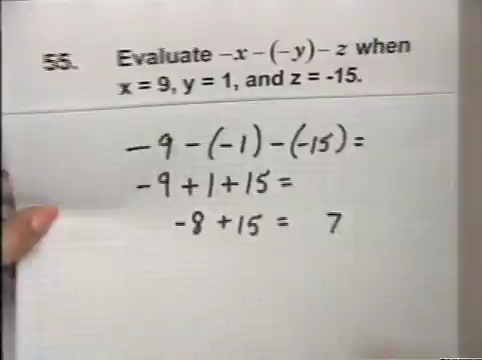 55. Evaluate -x-(-y)-z when
x = 9, y = 1, and z = -15.
-9-(-1)-(-15)=
-9+1+15=
-8+15= 7